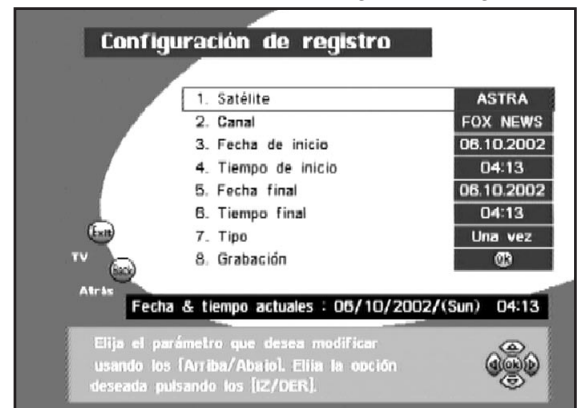 Configuración de registro
1. Satélite ASTRA
2. Canal FOX NEWS
3. Fecha de inicio 06.10.2002
4. Tiempo de inicio 04:13
5. Fecha final 06.10.2002
6. Tiempo final 04:13
7. Tipo Una vez
8. Grabación OK
Exit
TV
Back
Atrás
Fecha & tiempo actuales : 06/10/2002/(Sun) 04:13
Elija el parámetro que desea modificar
usando los [Arriba/Abajo]. Elija la opción
deseada pulsando los [IZ/DER].
OK